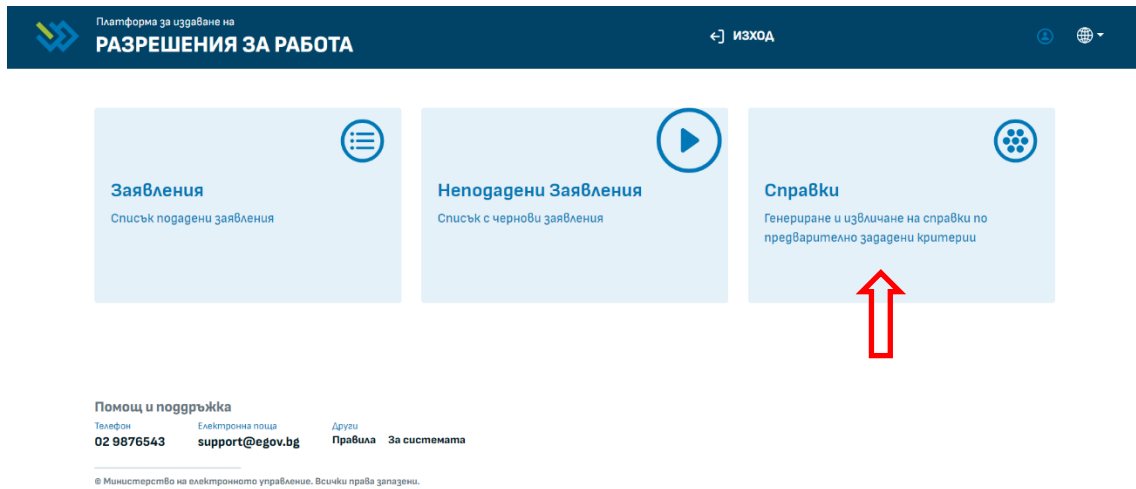 Платформа за издаване на
РАЗРЕШЕНИЯ ЗА РАБОТА
ИЗХОД
Заявления
Списък подадени заявления
Неподадени Заявления
Списък с чернови заявления
Справки
Генериране и извличане на справки по
предварително зададени критерии
Помощ и поддръжка
Телефон
02 9876543
Електронна поща
support@egov.bg
Други
Правила За системата
© Министерство на електронното управление. Всички права запазени.